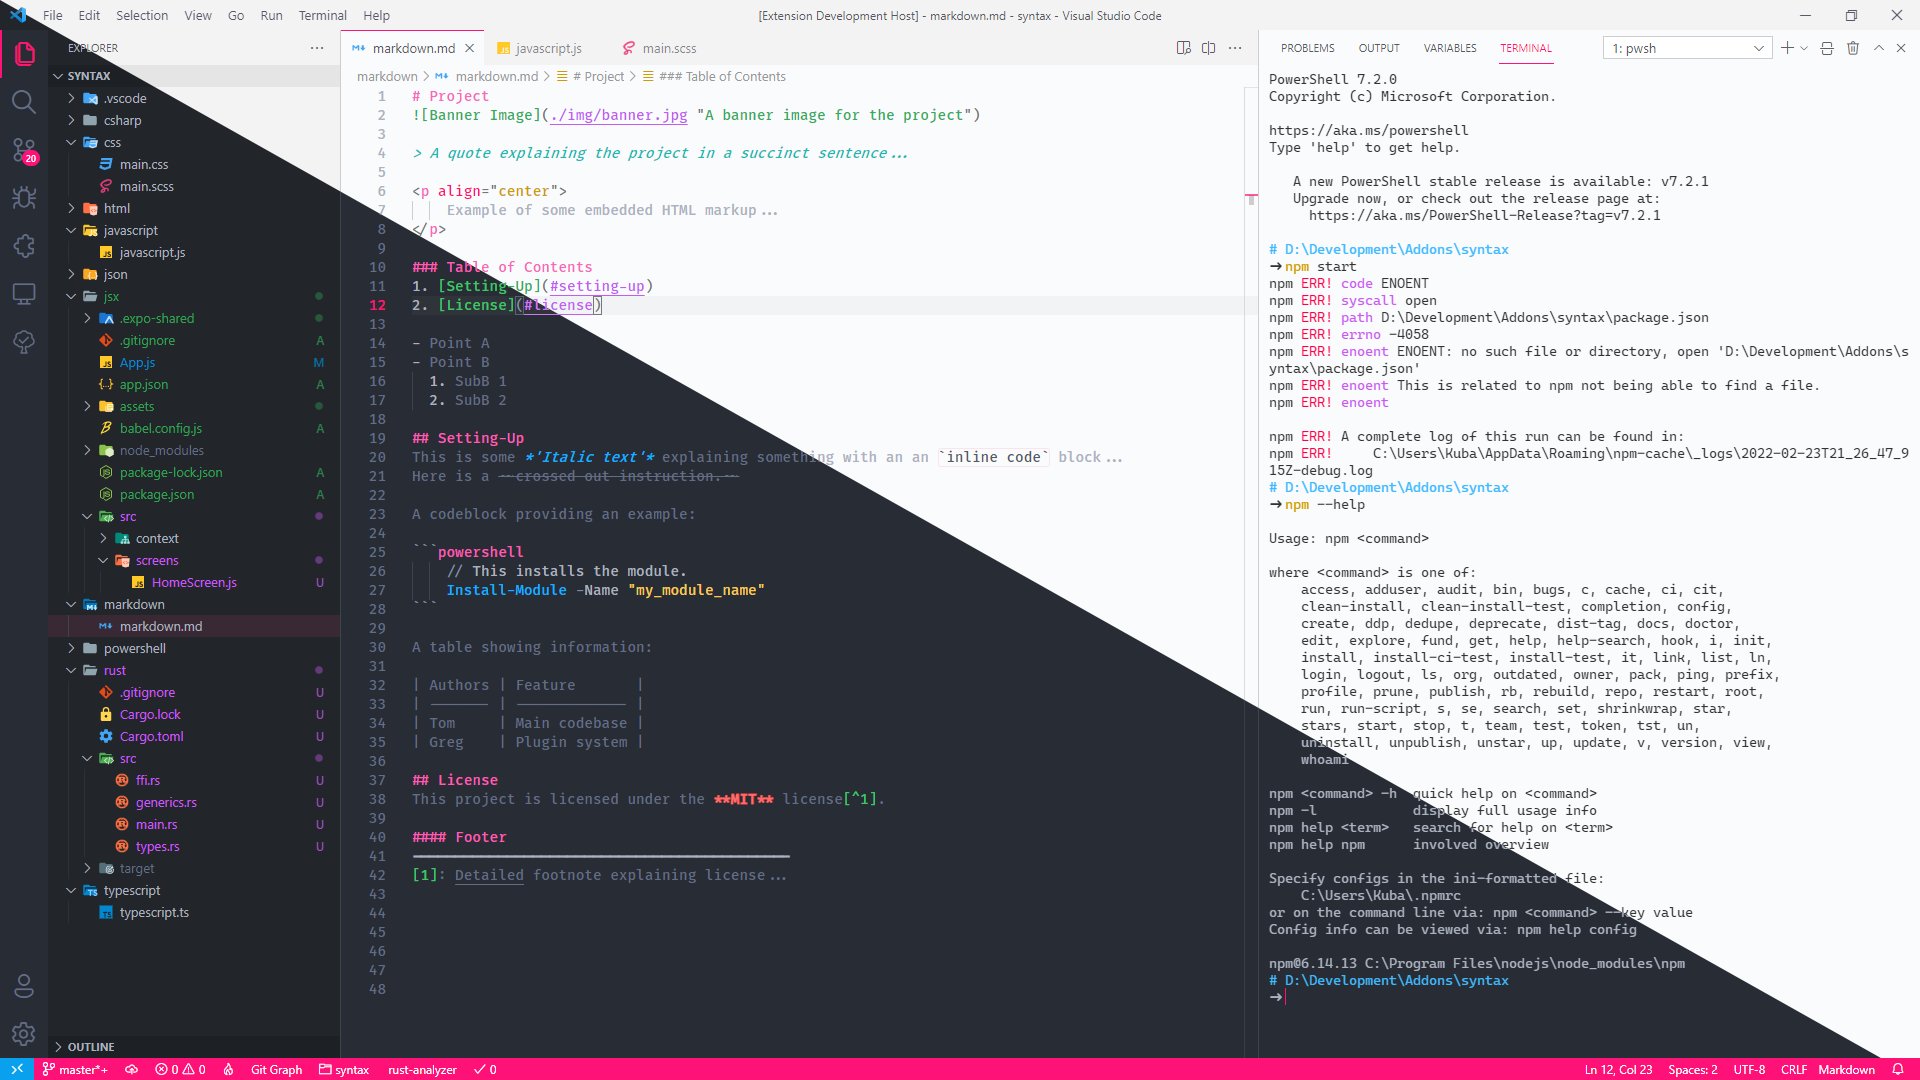 File Edit Selection View Go Run Terminal Help
[Extension Development Host] - markdown.md - syntax - Visual Studio Code
EXPLORER
SYNTAX
.vscode
csharp
css
main.css
main.scss
html
javascript
javascript.js
json
jsx
.expo-shared
.gitignore A
App.js M
app.json A
assets
babel.config.js A
node_modules
package-lock.json A
package.json A
src
context
screens
HomeScreen.js U
markdown
markdown.md
powershell
rust
.gitignore U
Cargo.lock U
Cargo.toml U
src
ffi.rs U
generics.rs U
main.rs U
types.rs U
target
typescript
typescript.ts
OUTLINE
20
markdown.md javascript.js main.scss
markdown > markdown.md > # Project > ### Table of Contents
1 # Project
2 ![Banner Image](./img/banner.jpg "A banner image for the project")
3
4 > A quote explaining the project in a succinct sentence...
5
6 <p align="center">
7 Example of some embedded HTML markup...
8 </p>
9
10 ### Table of Contents
11 1. [Setting-Up](#setting-up)
12 2. [License](#license)
13
14 - Point A
15 - Point B
16 1. SubB 1
17 2. SubB 2
18
19 ## Setting-Up
20 This is some *'Italic text'* explaining something with an an `inline code` block...
21 Here is a ~~crossed out instruction.~~
22
23 A codeblock providing an example:
24
25 ```powershell
26 // This installs the module.
27 Install-Module -Name "my_module_name"
28 ```
29
30 A table showing information:
31
32 | Authors | Feature |
33 | ------- | ------------- |
34 | Tom | Main codebase |
35 | Greg | Plugin system |
36
37 ## License
38 This project is licensed under the **MIT** license[^1].
39
40 #### Footer
41 --------------------------------------------
42 [1]: Detailed footnote explaining license...
43
44
45
46
47
48
PROBLEMS OUTPUT VARIABLES TERMINAL 1: pwsh
PowerShell 7.2.0
Copyright (c) Microsoft Corporation.
https://aka.ms/powershell
Type 'help' to get help.
A new PowerShell stable release is available: v7.2.1
Upgrade now, or check out the release page at:
https://aka.ms/PowerShell-Release?tag=v7.2.1
# D:\Development\Addons\syntax
➜npm start
npm ERR! code ENOENT
npm ERR! syscall open
npm ERR! path D:\Development\Addons\syntax\package.json
npm ERR! errno -4058
npm ERR! enoent ENOENT: no such file or directory, open 'D:\Development\Addons\s
yntax\package.json'
npm ERR! enoent This is related to npm not being able to find a file.
npm ERR! enoent
npm ERR! A complete log of this run can be found in:
npm ERR! C:\Users\Kuba\AppData\Roaming\npm-cache\_logs\2022-02-23T21_26_47_9
15Z-debug.log
# D:\Development\Addons\syntax
➜npm --help
Usage: npm <command>
where <command> is one of:
access, adduser, audit, bin, bugs, c, cache, ci, cit,
clean-install, clean-install-test, completion, config,
create, ddp, dedupe, deprecate, dist-tag, docs, doctor,
edit, explore, fund, get, help, help-search, hook, i, init,
install, install-ci-test, install-test, it, link, list, ln,
login, logout, ls, org, outdated, owner, pack, ping, prefix,
profile, prune, publish, rb, rebuild, repo, restart, root,
run, run-script, s, se, search, set, shrinkwrap, star,
stars, start, stop, t, team, test, token, tst, un,
uninstall, unpublish, unstar, up, update, v, version, view,
whoami
npm <command> -h quick help on <command>
npm -l display full usage info
npm help <term> search for help on <term>
npm help npm involved overview
Specify configs in the ini-formatted file:
C:\Users\Kuba\.npmrc
or on the command line via: npm <command> --key value
Config info can be viewed via: npm help config
npm@6.14.13 C:\Program Files\nodejs\node_modules\npm
# D:\Development\Addons\syntax
➜
master*+ 0 0 Git Graph syntax rust-analyzer 0
Ln 12, Col 23 Spaces: 2 UTF-8 CRLF Markdown